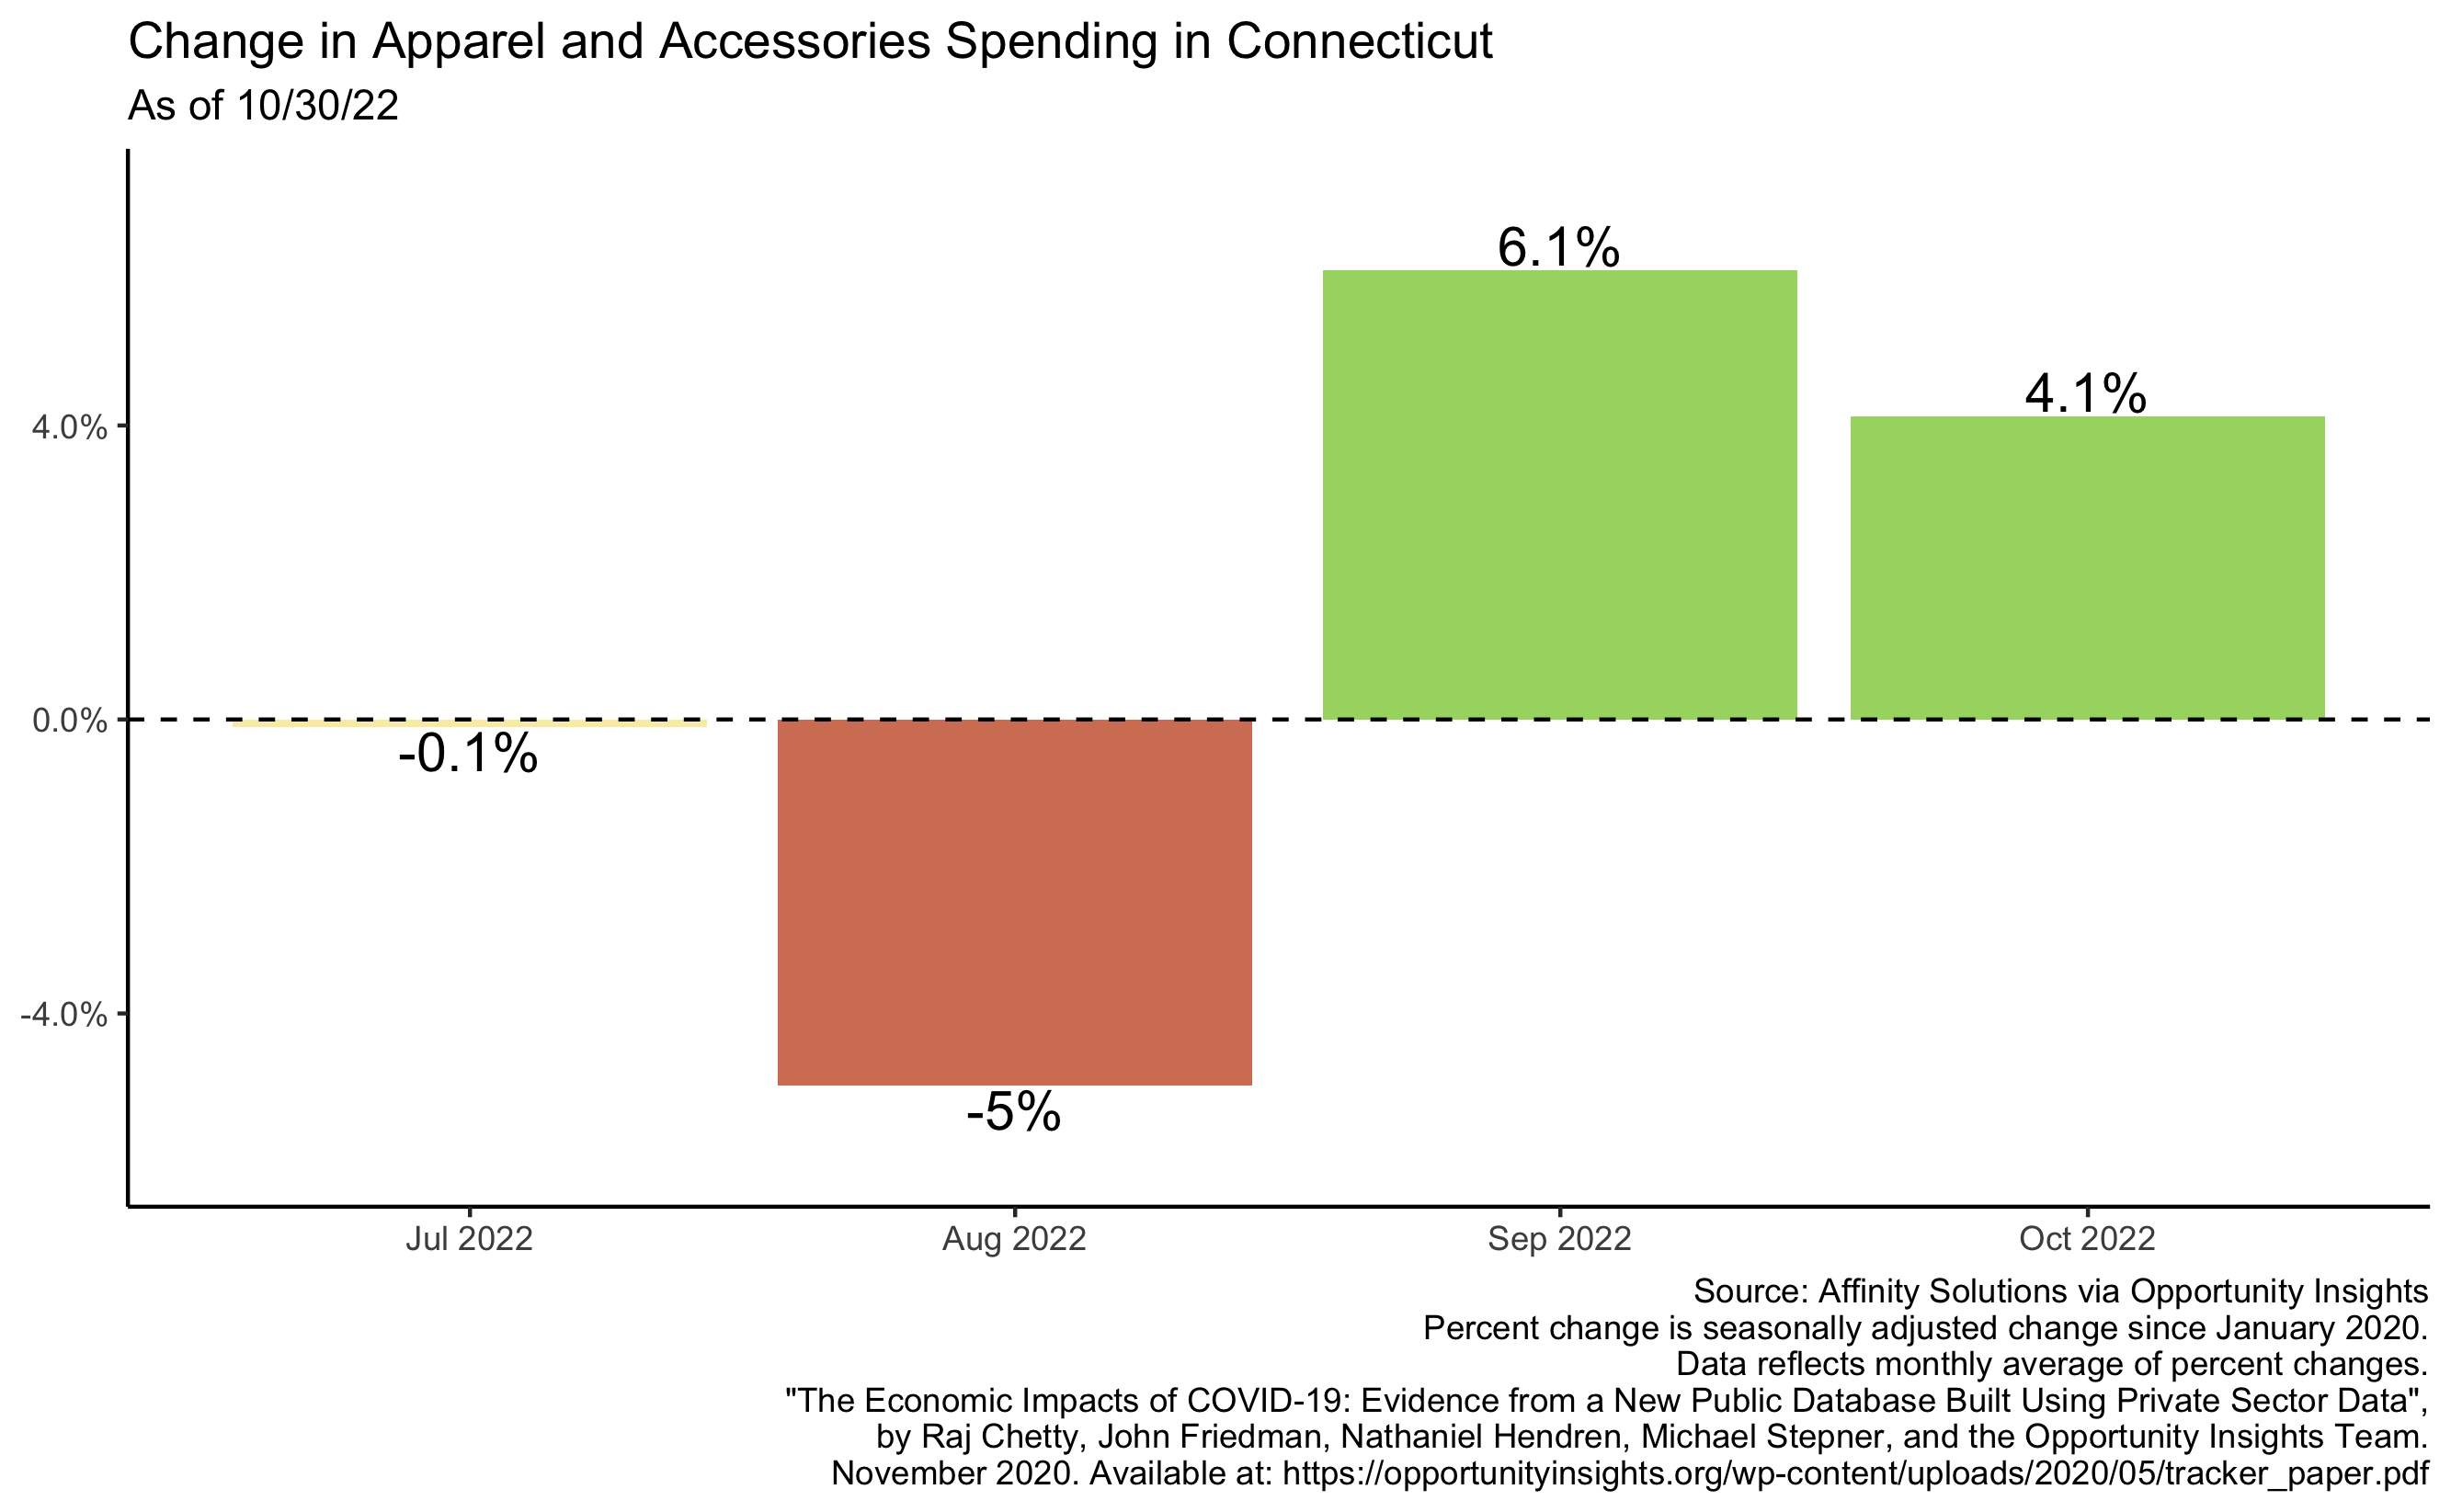 Change in Apparel and Accessories Spending in Connecticut
As of 10/30/22
6.1%
4.1%
4.0%
0.0%
-0.1%
-4.0%
-5%
Jul 2022
Aug 2022
Sep 2022
Oct 2022
Source: Affinity Solutions via Opportunity Insights
Percent change is seasonally adjusted change since January 2020.
Data reflects monthly average of percent changes.
"The Economic Impacts of COVID-19: Evidence from a New Public Database Built Using Private Sector Data",
by Raj Chetty, John Friedman, Nathaniel Hendren, Michael Stepner, and the Opportunity Insights Team.
November 2020. Available at: https://opportunityinsights.org/wp-content/uploads/2020/05/tracker_paper.pdf